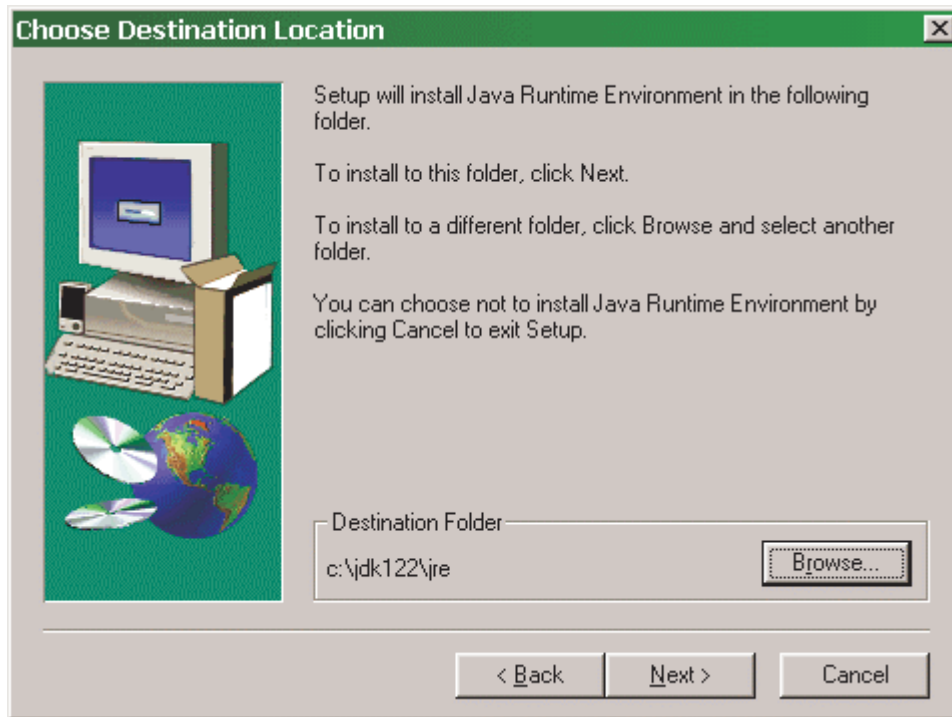 Choose Destination Location
Setup will install Java Runtime Environment in the following
folder.
To install to this folder, click Next.
To install to a different folder, click Browse and select another
folder.
You can choose not to install Java Runtime Environment by
clicking Cancel to exit Setup.
Destination Folder
c:\jdk122\jre
Browse...
< Back
Next >
Cancel